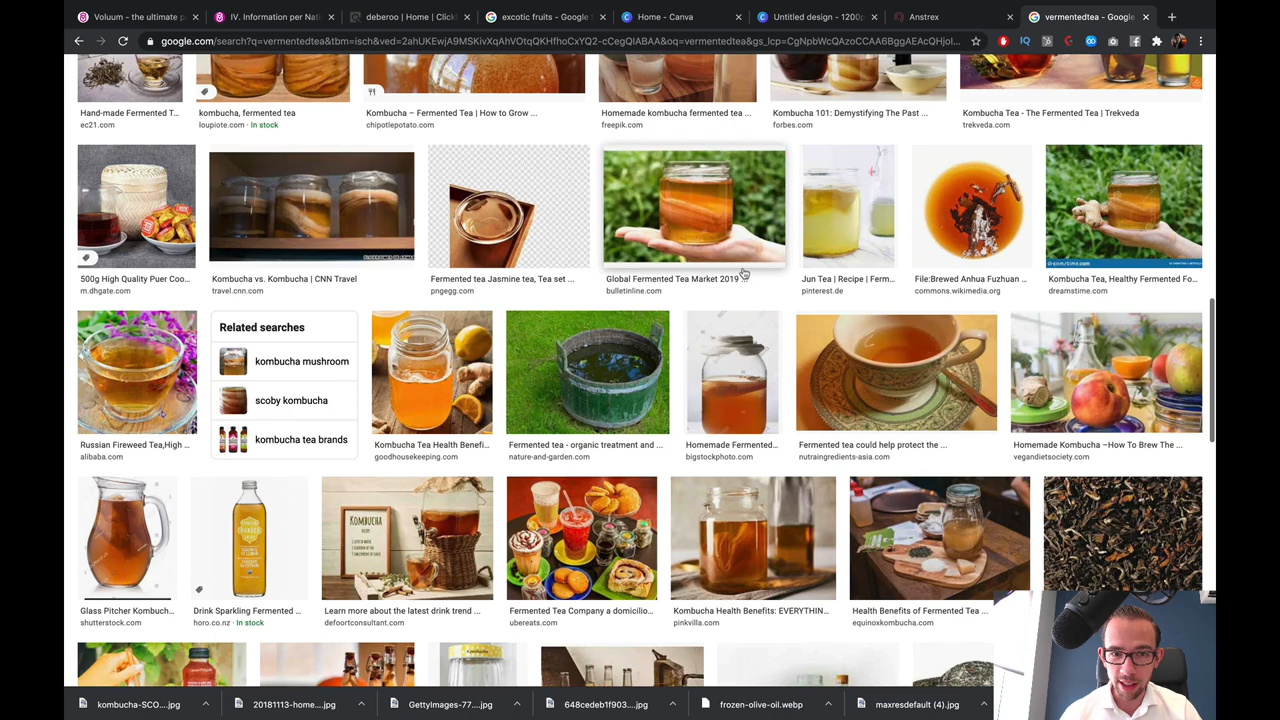 Voluum - the ultimate p
IV. Information per Nati
deberoo | Home | Clickf
excotic fruits - Google S
Home - Canva
Untitled design - 1200p
Anstrex
vermentedtea - Google
google.com/search?q=vermentedtea&tbm=isch&ved=2ahUKEwjA9MSKivXqAhVOtqQKHfhoCxYQ2-cCegQIABAA&oq=vermentedtea&gs_lcp=CgNpbWcQAzoCCAA6BggAEAcQHjoI...
Hand-made Fermented T...
ec21.com
kombucha, fermented tea
loupiote.com · In stock
Kombucha – Fermented Tea | How to Grow ...
chipotlepotato.com
Homemade kombucha fermented tea ...
freepik.com
Kombucha 101: Demystifying The Past ...
forbes.com
Kombucha Tea - The Fermented Tea | Trekveda
trekveda.com
500g High Quality Puer Coo...
m.dhgate.com
Kombucha vs. Kombucha | CNN Travel
travel.cnn.com
Fermented tea Jasmine tea, Tea set ...
pngegg.com
Global Fermented Tea Market 2019 ...
bulletinline.com
Jun Tea | Recipe | Ferm...
pinterest.de
File:Brewed Anhua Fuzhuan ...
commons.wikimedia.org
dreamstime.com
Kombucha Tea, Healthy Fermented Fo...
dreamstime.com
Russian Fireweed Tea,High ...
alibaba.com
Related searches
kombucha mushroom
scoby kombucha
kombucha tea brands
Kombucha Tea Health Benefi...
goodhousekeeping.com
Fermented tea - organic treatment and ...
nature-and-garden.com
Homemade Fermented...
bigstockphoto.com
Fermented tea could help protect the ...
nutraingredients-asia.com
Homemade Kombucha –How To Brew The ...
vegandietsociety.com
KOMBUCHA
Glass Pitcher Kombuch...
shutterstock.com
Drink Sparkling Fermented ...
horo.co.nz · In stock
Learn more about the latest drink trend ...
defoortconsultant.com
Fermented Tea Company a domicilio...
ubereats.com
Kombucha Health Benefits: EVERYTHIN...
pinkvilla.com
Health Benefits of Fermented Tea ...
equinoxkombucha.com
kombucha-SCO....jpg
20181113-home....jpg
GettyImages-77....jpg
648cedeb1f903....jpg
frozen-olive-oil.webp
maxresdefault (4).jpg